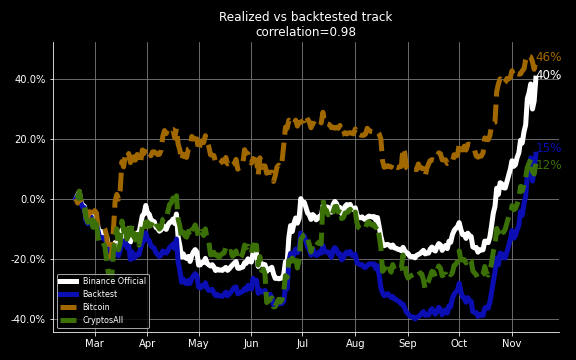 Realized vs backtested track
correlation=0.98
46%
40%
15%
12%
40.0%
20.0%
0.0%
-20.0%
-40.0%
Binance Official
Backtest
Bitcoin
CryptosAll
Mar Apr May Jun Jul Aug Sep Oct Nov